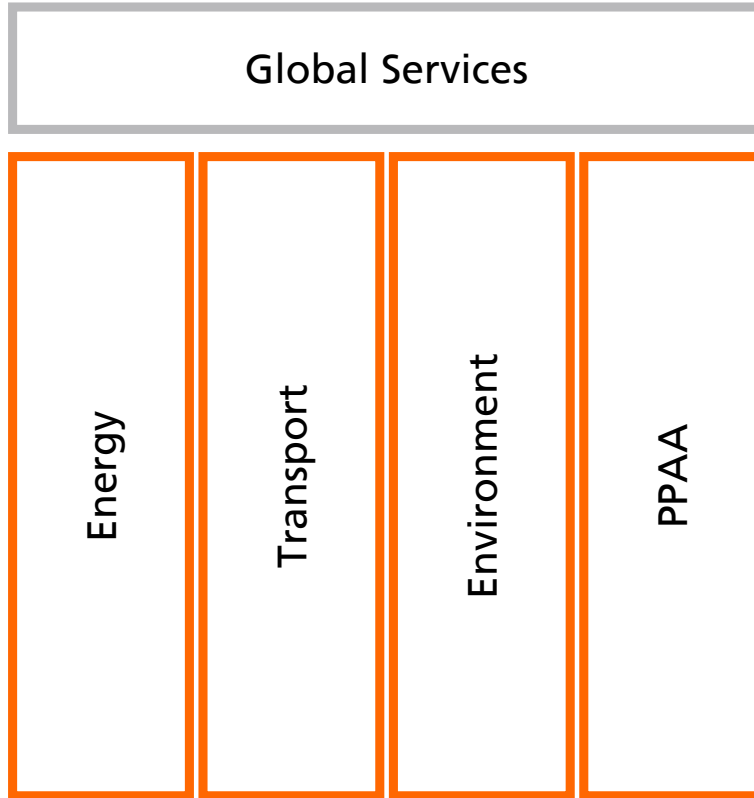 Global Services
Energy
Transport
Environment
PPAA